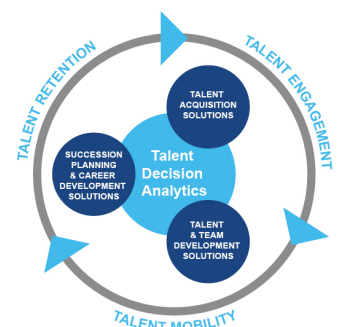 TALENT RETENTION
TALENT ENGAGEMENT
TALENT
ACQUISITION
SOLUTIONS
SUCCESSION
PLANNING
& CAREER
DEVELOPMENT
SOLUTIONS
Talent
Decision
Analytics
TALENT
& TEAM
DEVELOPMENT
SOLUTIONS
TALENT MOBILITY